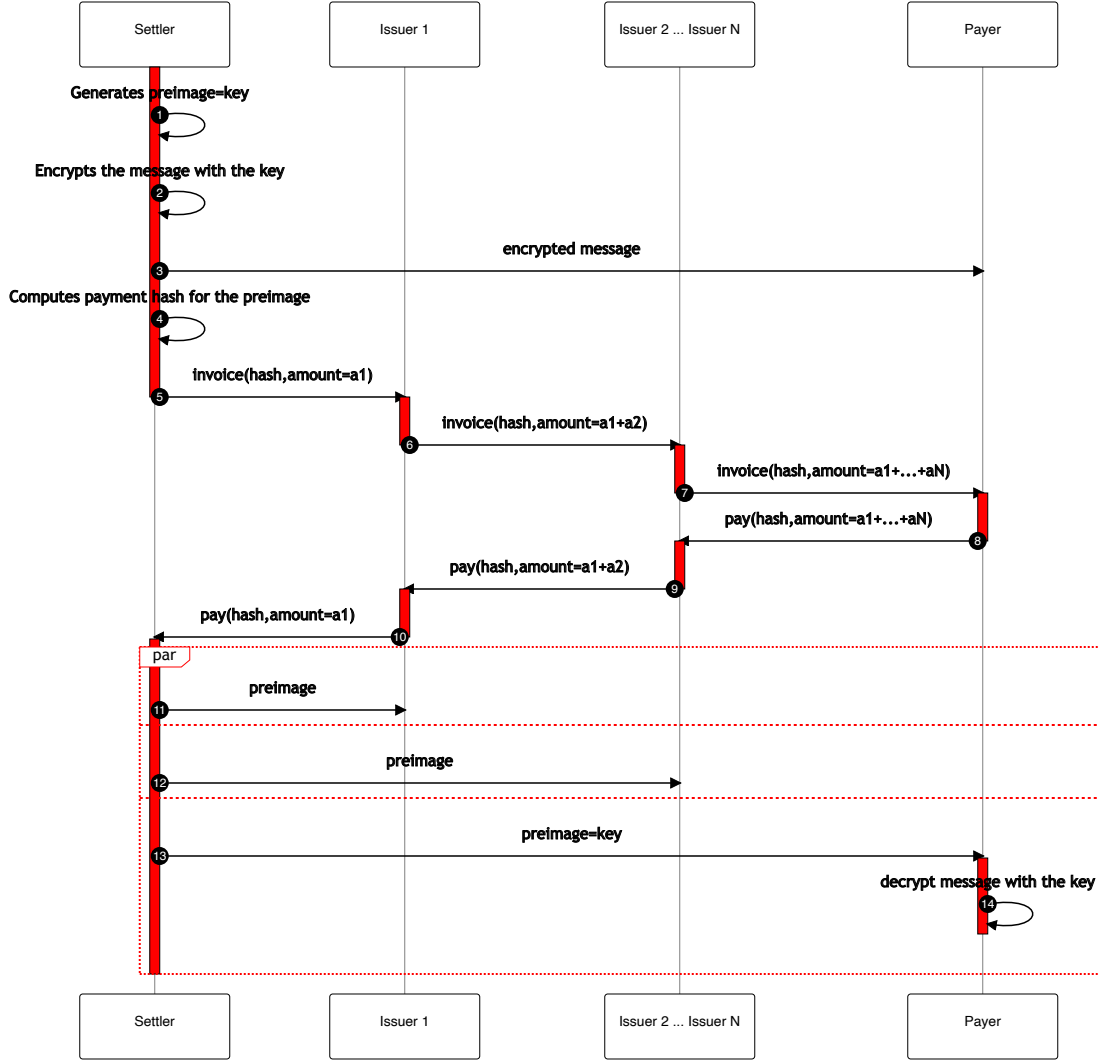 Settler
Issuer 1
Issuer 2 ... Issuer N
Payer
Generates preimage=key
1
Encrypts the message with the key
2
encrypted message
3
Computes payment hash for the preimage
4
invoice(hash,amount=a1)
5
invoice(hash,amount=a1+a2)
6
invoice(hash,amount=a1+...+aN)
7
pay(hash,amount=a1+...+aN)
8
pay(hash,amount=a1+a2)
9
pay(hash,amount=a1)
10
par
preimage
11
preimage
12
preimage=key
13
decrypt message with the key
14
Settler
Issuer 1
Issuer 2 ... Issuer N
Payer